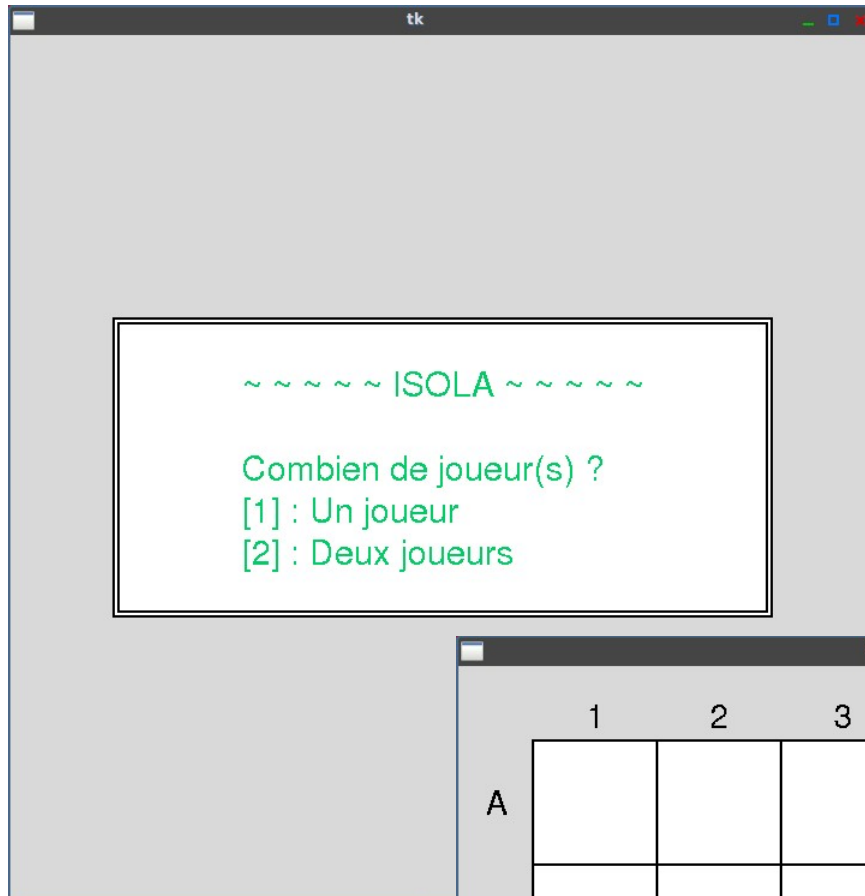 tk
~ ~ ~ ~ ~ ISOLA ~ ~ ~ ~ ~
Combien de joueur(s) ?
[1] : Un joueur
[2] : Deux joueurs
1 2 3
A